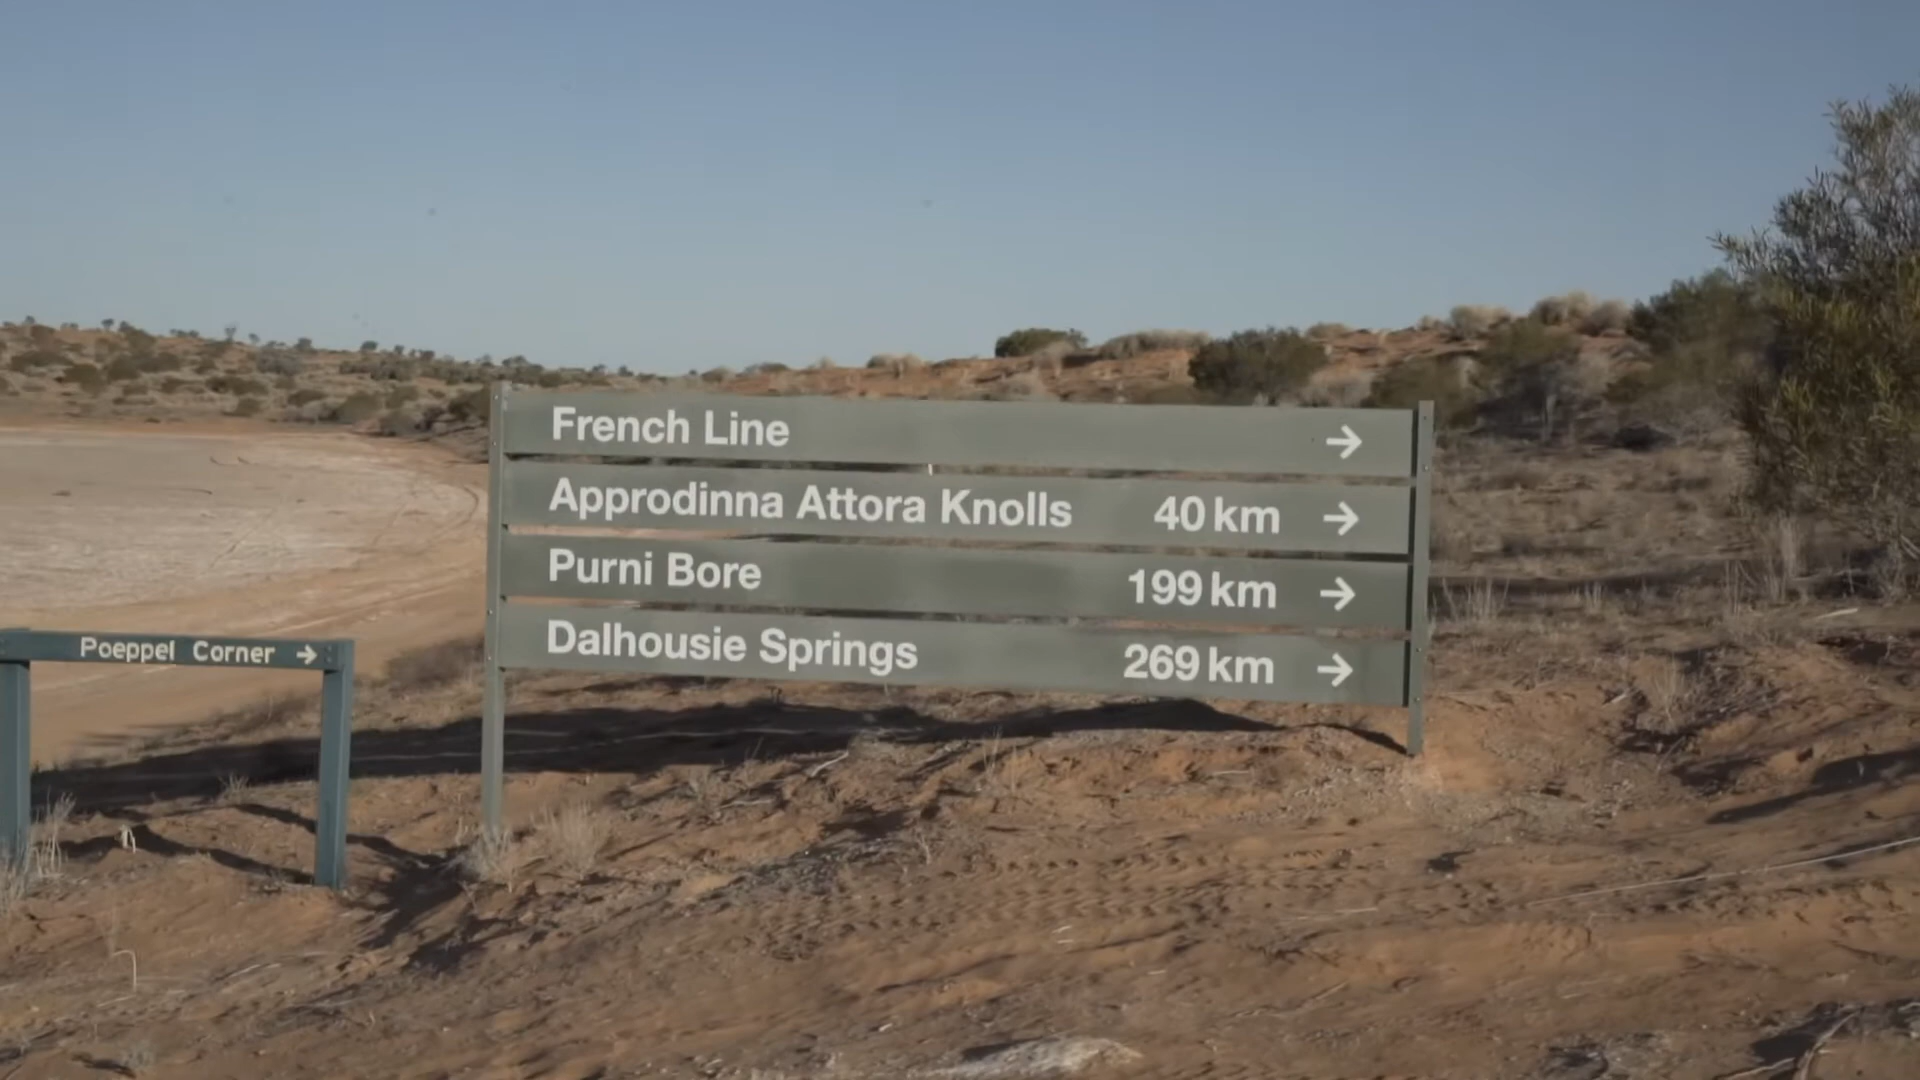 French Line →
Approdinna Attora Knolls 40 km →
Purni Bore 199 km →
Dalhousie Springs 269 km →
Poeppel Corner →